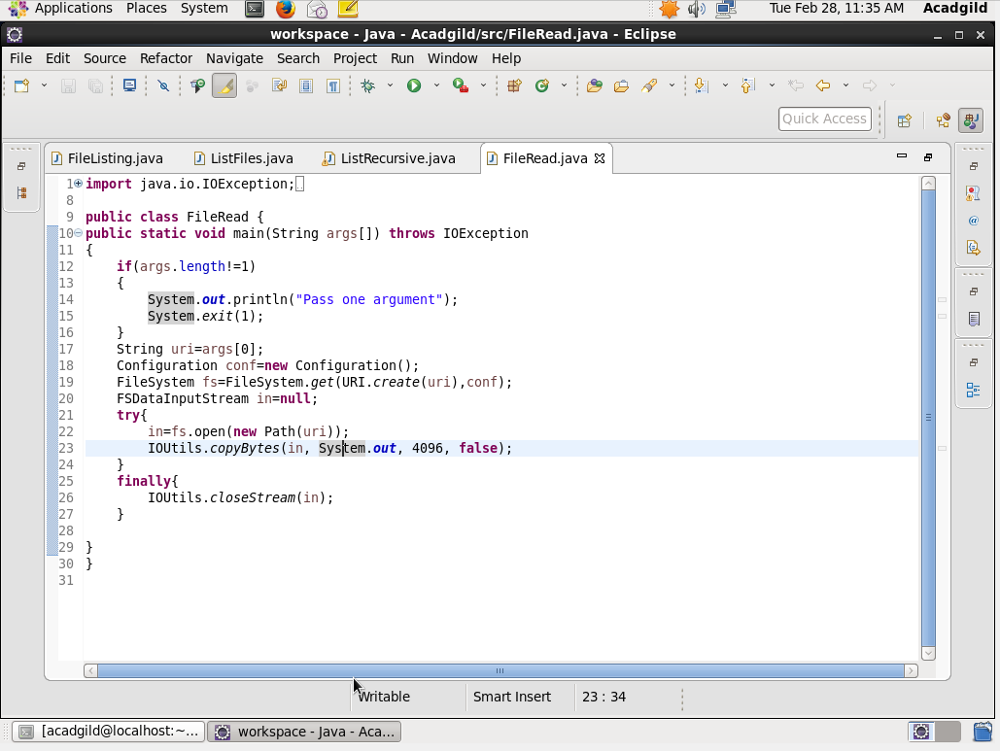 Applications Places System Tue Feb 28, 11:35 AM Acadgild
workspace - Java - Acadgild/src/FileRead.java - Eclipse
File Edit Source Refactor Navigate Search Project Run Window Help
Quick Access
FileListing.java ListFiles.java ListRecursive.java FileRead.java
1 import java.io.IOException;
8
9 public class FileRead {
10 public static void main(String args[]) throws IOException
11 {
12 if(args.length!=1)
13 {
14 System.out.println("Pass one argument");
15 System.exit(1);
16 }
17 String uri=args[0];
18 Configuration conf=new Configuration();
19 FileSystem fs=FileSystem.get(URI.create(uri),conf);
20 FSDataInputStream in=null;
21 try{
22 in=fs.open(new Path(uri));
23 IOUtils.copyBytes(in, System.out, 4096, false);
24 }
25 finally{
26 IOUtils.closeStream(in);
27 }
28
29 }
30 }
31
Writable Smart Insert 23 : 34
[acadgild@localhost:~... workspace - Java - Aca...